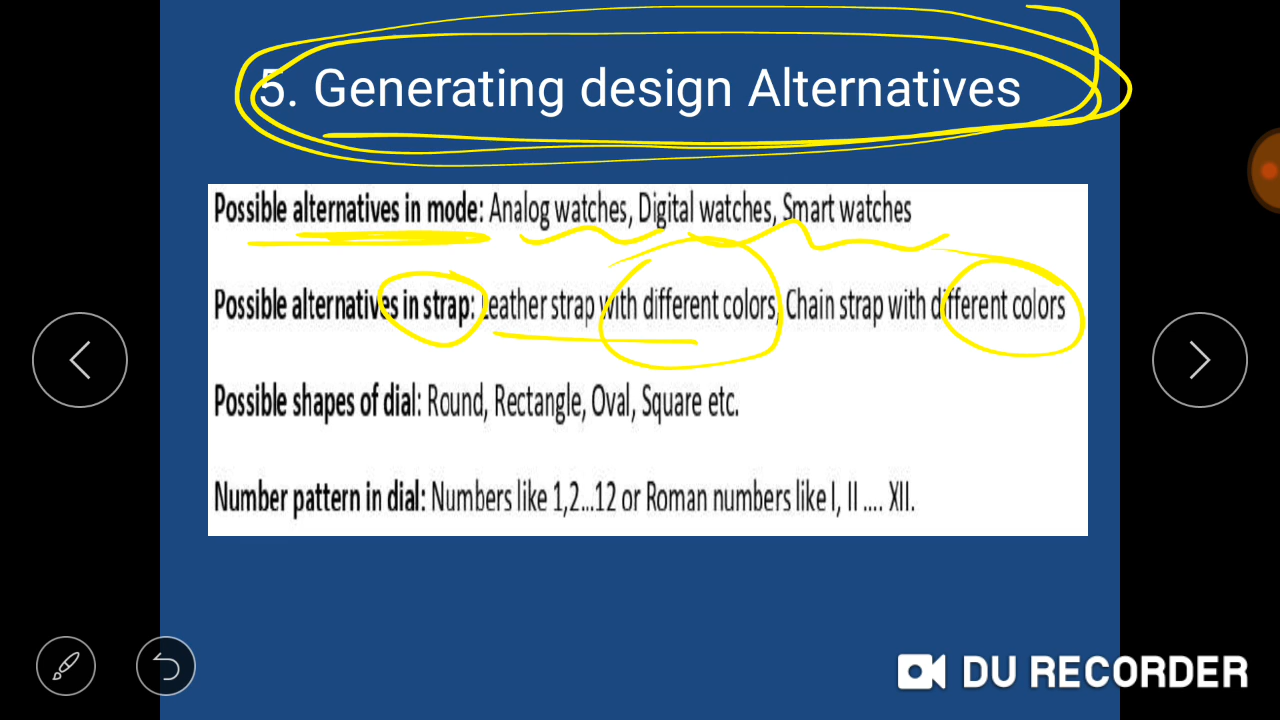 5. Generating design Alternatives
Possible alternatives in mode: Analog watches, Digital watches, Smart watches
Possible alternatives in strap: Leather strap with different colors, Chain strap with different colors
Possible shapes of dial: Round, Rectangle, Oval, Square etc.
Number pattern in dial: Numbers like 1,2...12 or Roman numbers like I, II .... XII.
DU RECORDER